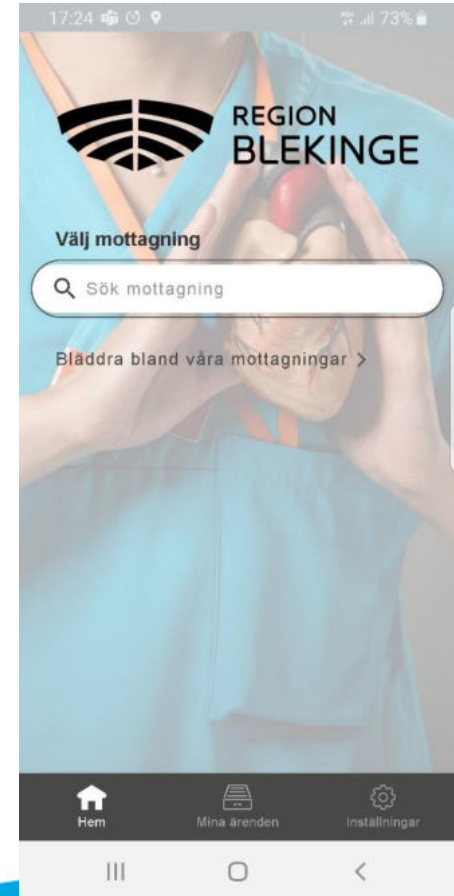 17:24
73%
REGION
BLEKINGE
Välj mottagning
Sök mottagning
Bläddra bland våra mottagningar >
Hem
Mina ärenden
Inställningar